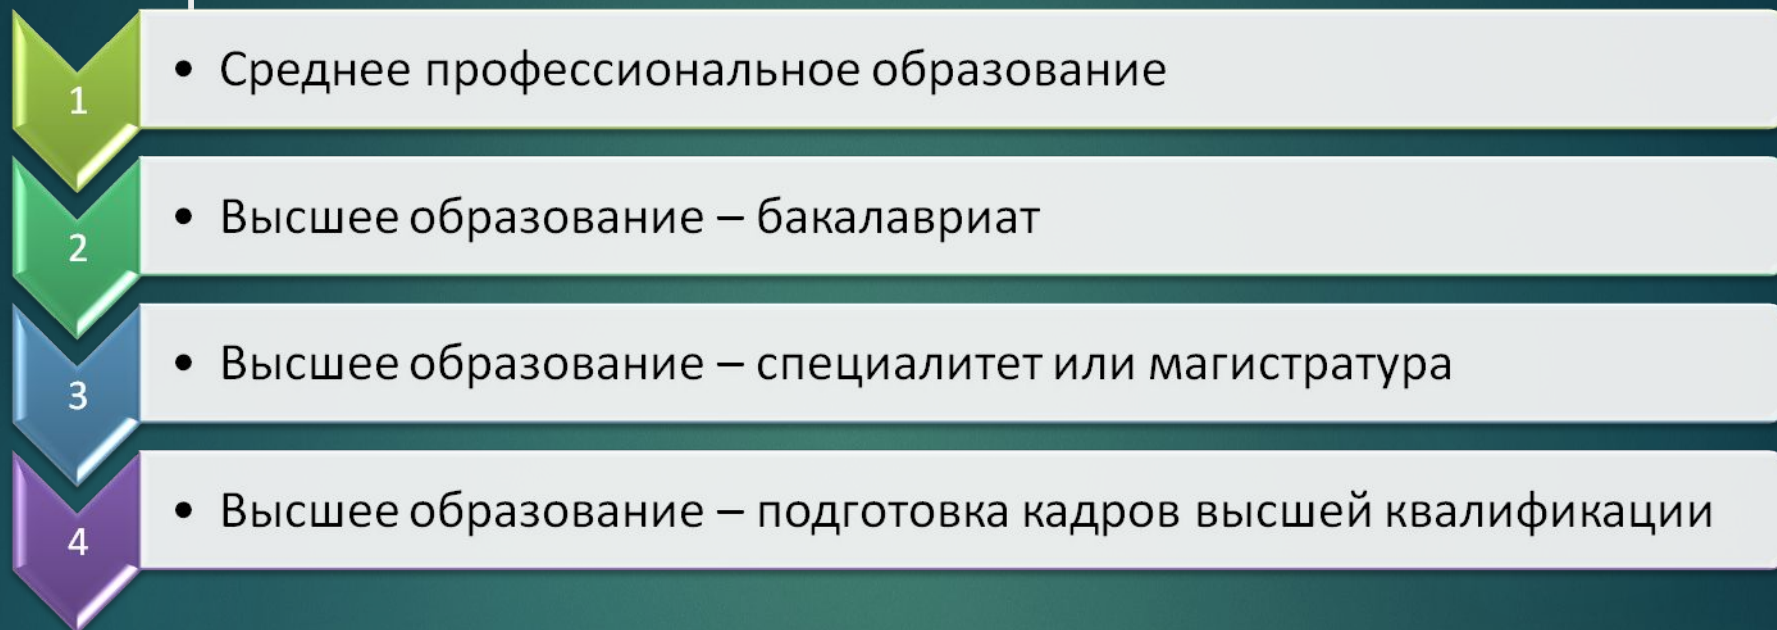 1
• Среднее профессиональное образование
2
• Высшее образование – бакалавриат
3
• Высшее образование – специалитет или магистратура
4
• Высшее образование – подготовка кадров высшей квалификации